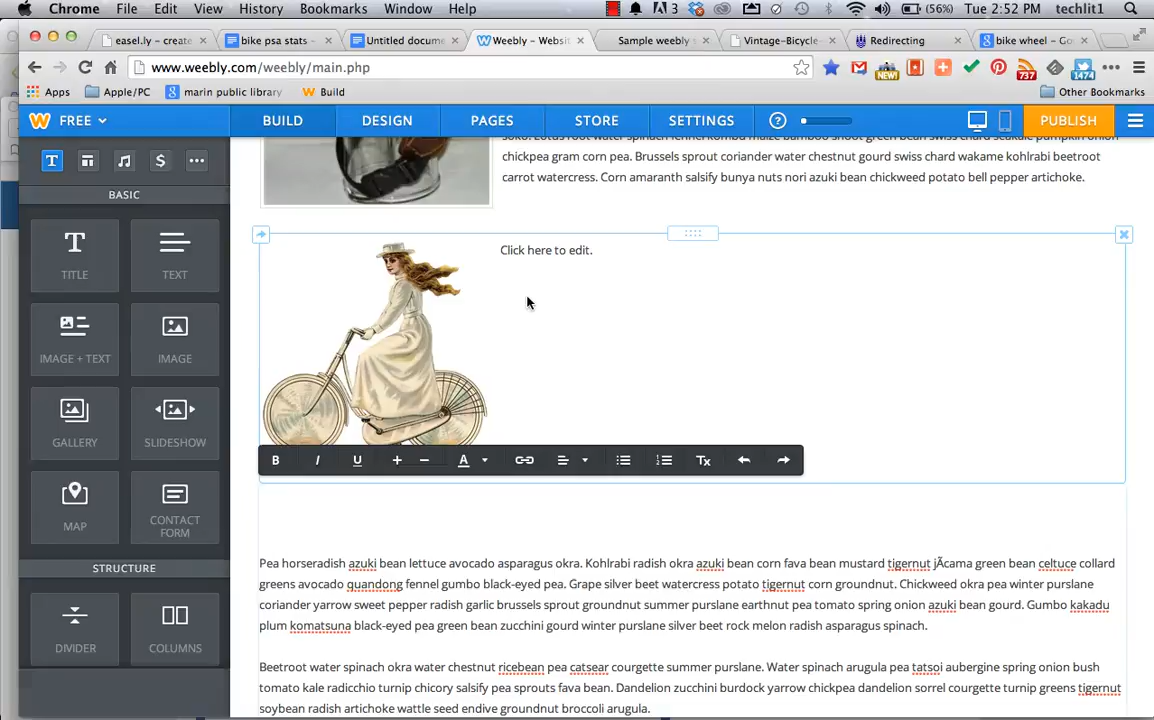 Chrome File Edit View History Bookmarks Window Help 3 (56%) Tue 2:52 PM techlit1
easel.ly – create bike psa stats – Untitled docume Weebly - Websit Sample weebly Vintage-Bicycle- Redirecting bike wheel – Go
www.weebly.com/weebly/main.php NEW! 737 1474
Apps Apple/PC marin public library Build Other Bookmarks
FREE BUILD DESIGN PAGES STORE SETTINGS ? PUBLISH
chickpea gram corn pea. Brussels sprout coriander water chestnut gourd swiss chard wakame kohlrabi beetroot
carrot watercress. Corn amaranth salsify bunya nuts nori azuki bean chickweed potato bell pepper artichoke.
BASIC
TITLE TEXT
IMAGE + TEXT IMAGE
GALLERY SLIDESHOW
MAP CONTACT
FORM
STRUCTURE
DIVIDER COLUMNS
Click here to edit.
B I U + − A Tx
Pea horseradish azuki bean lettuce avocado asparagus okra. Kohlrabi radish okra azuki bean corn fava bean mustard tigernut jÃcama green bean celtuce collard
greens avocado quandong fennel gumbo black-eyed pea. Grape silver beet watercress potato tigernut corn groundnut. Chickweed okra pea winter purslane
coriander yarrow sweet pepper radish garlic brussels sprout groundnut summer purslane earthnut pea tomato spring onion azuki bean gourd. Gumbo kakadu
plum komatsuna black-eyed pea green bean zucchini gourd winter purslane silver beet rock melon radish asparagus spinach.
Beetroot water spinach okra water chestnut ricebean pea catsear courgette summer purslane. Water spinach arugula pea tatsoi aubergine spring onion bush
tomato kale radicchio turnip chicory salsify pea sprouts fava bean. Dandelion zucchini burdock yarrow chickpea dandelion sorrel courgette turnip greens tigernut
soybean radish artichoke wattle seed endive groundnut broccoli arugula.